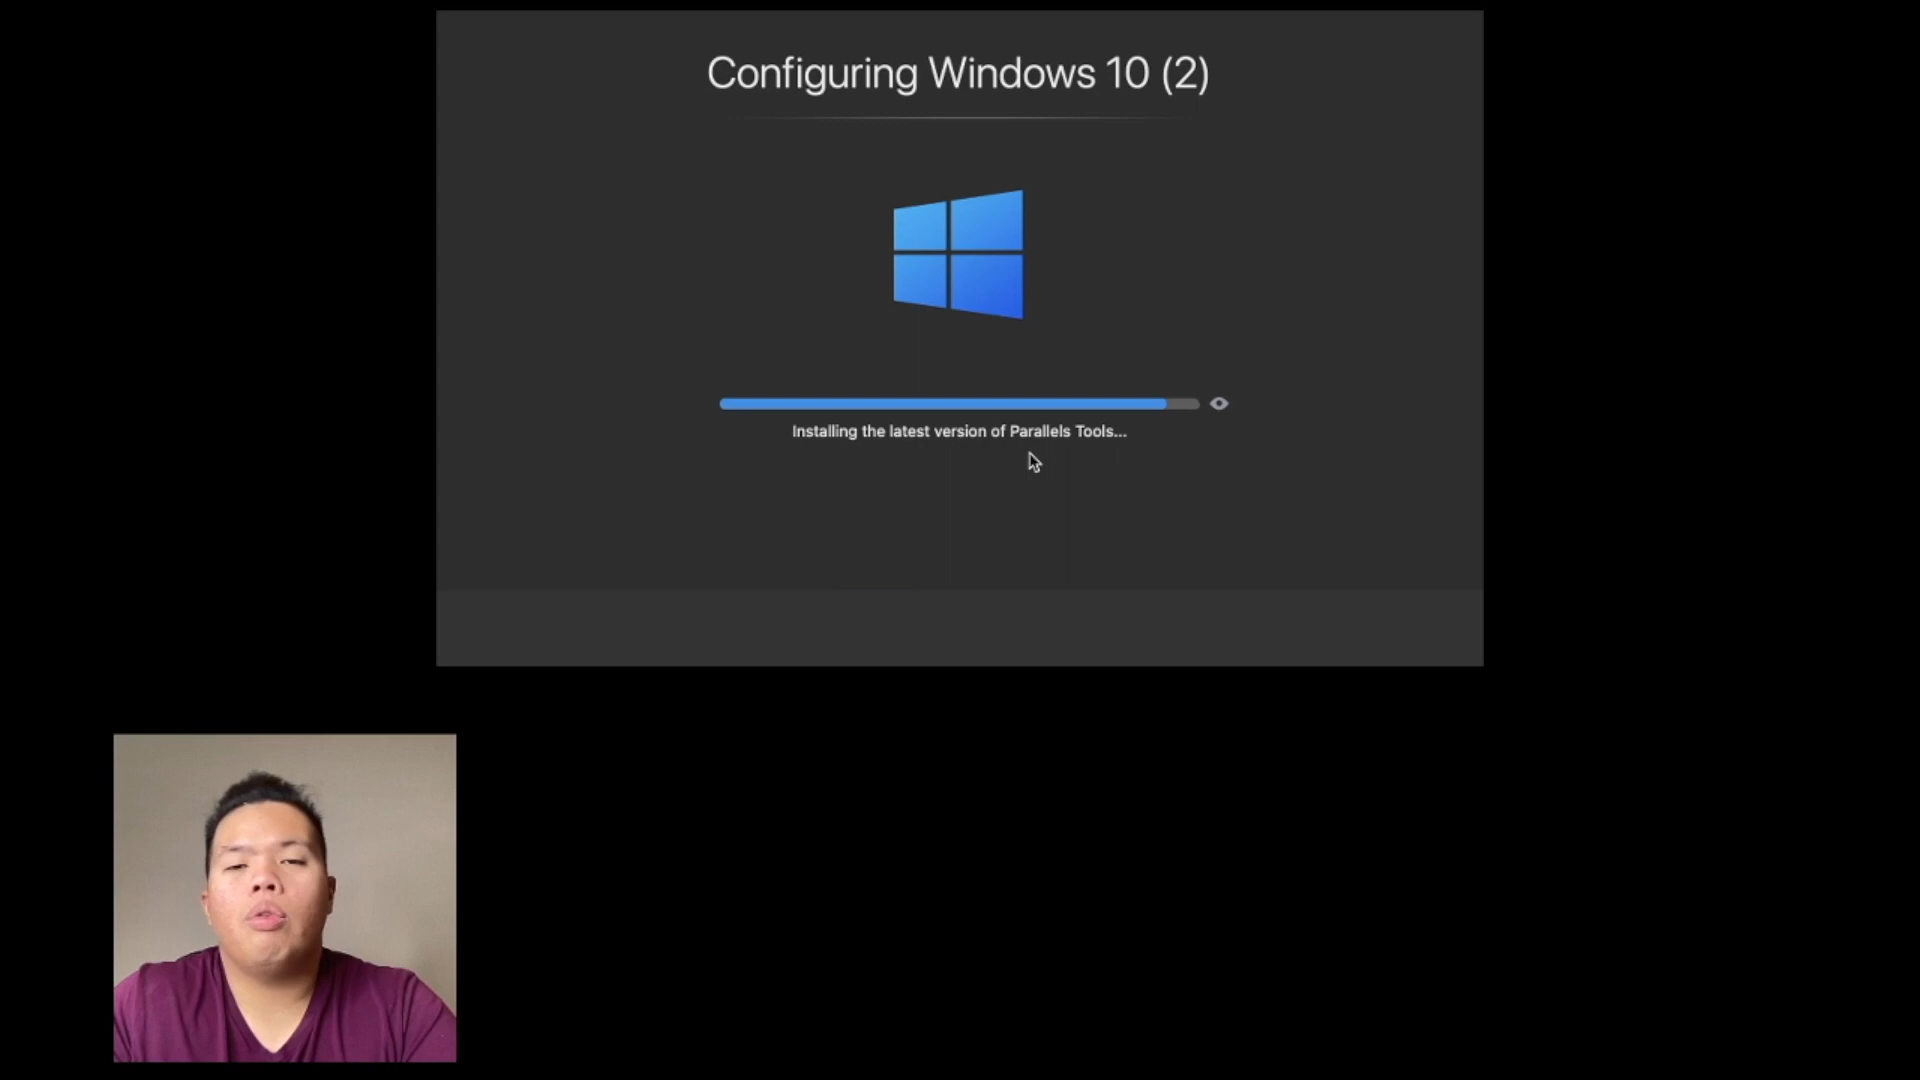 Configuring Windows 10 (2)
Installing the latest version of Parallels Tools...